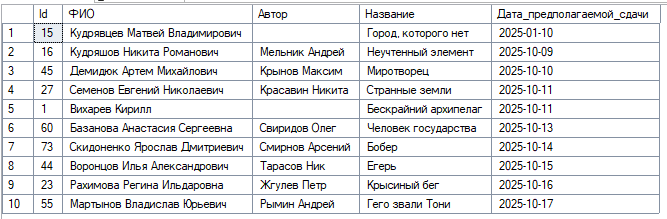 Id ФИО Автор Название Дата_предполагаемой_сдачи
1 15 Кудрявцев Матвей Владимирович Город, которого нет 2025-01-10
2 16 Кудряшов Никита Романович Мельник Андрей Неучтенный элемент 2025-10-09
3 45 Демидюк Артем Михайлович Крынов Максим Миротворец 2025-10-10
4 27 Семенов Евгений Николаевич Красавин Никита Странные земли 2025-10-11
5 1 Вихарев Кирилл Бескрайний архипелаг 2025-10-11
6 60 Базанова Анастасия Сергеевна Свиридов Олег Человек государства 2025-10-13
7 73 Скидоненко Ярослав Дмитриевич Смирнов Арсений Бобер 2025-10-14
8 44 Воронцов Илья Александрович Тарасов Ник Егерь 2025-10-15
9 23 Рахимова Регина Ильдаровна Жгулев Петр Крысиный бег 2025-10-16
10 55 Мартынов Владислав Юрьевич Рымин Андрей Гего звали Тони 2025-10-17